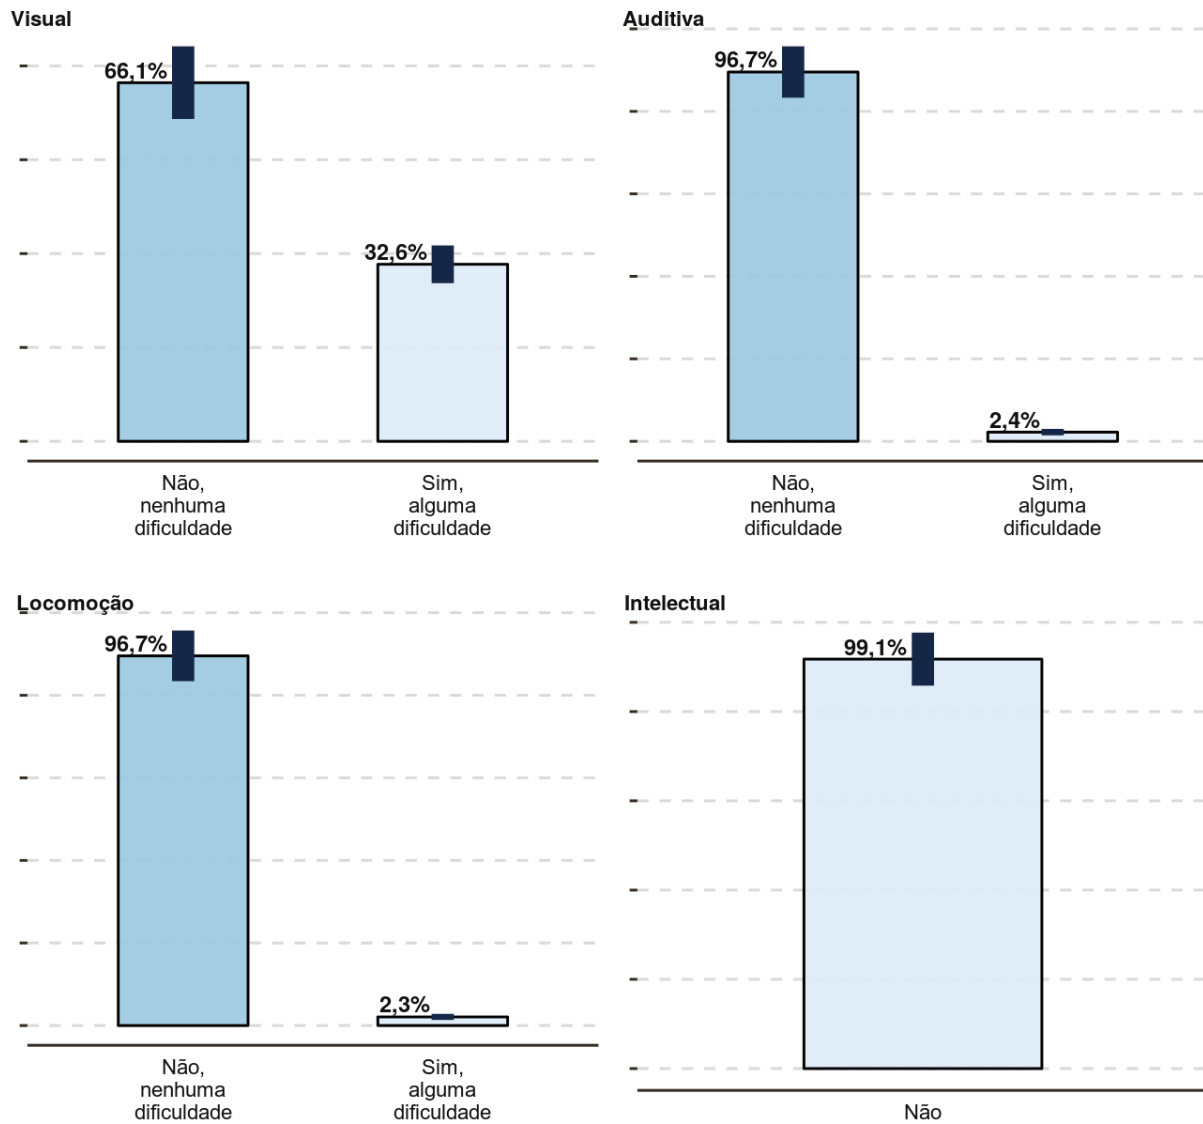 Visual
66,1%
32,6%
Não,
nenhuma
dificuldade
Sim,
alguma
dificuldade
Auditiva
96,7%
2,4%
Não,
nenhuma
dificuldade
Sim,
alguma
dificuldade
Locomoção
96,7%
2,3%
Não,
nenhuma
dificuldade
Sim,
alguma
dificuldade
Intelectual
99,1%
Não